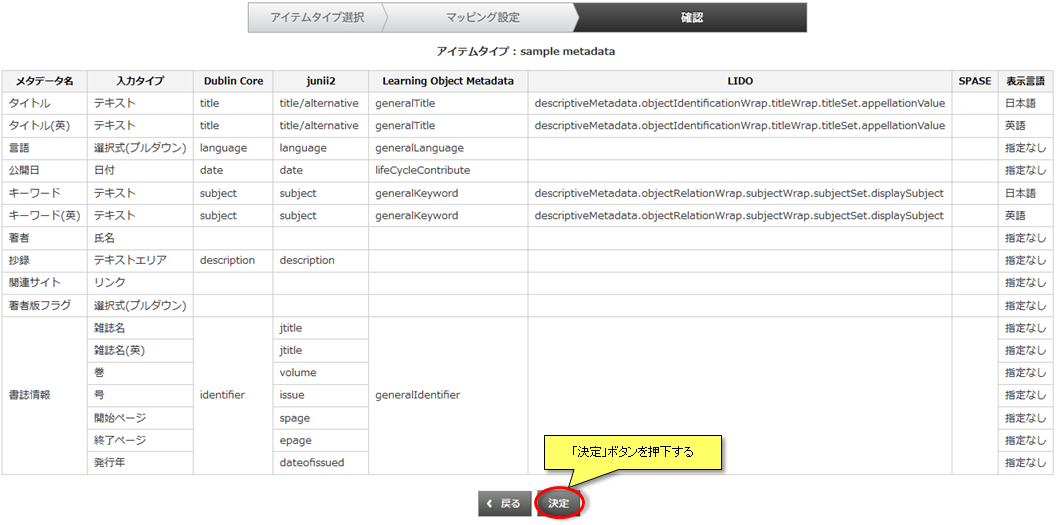 アイテムタイプ選択 マッピング設定 確認
アイテムタイプ：sample metadata
メタデータ名 入力タイプ Dublin Core junii2 Learning Object Metadata LIDO SPASE 表示言語
タイトル テキスト title title/alternative generalTitle descriptiveMetadata.objectIdentificationWrap.titleWrap.titleSet.appellationValue 日本語
タイトル(英) テキスト title title/alternative generalTitle descriptiveMetadata.objectIdentificationWrap.titleWrap.titleSet.appellationValue 英語
言語 選択式(プルダウン) language language generalLanguage 指定なし
公開日 日付 date date lifeCycleContribute 指定なし
キーワード テキスト subject subject generalKeyword descriptiveMetadata.objectRelationWrap.subjectWrap.subjectSet.displaySubject 日本語
キーワード(英) テキスト subject subject generalKeyword descriptiveMetadata.objectRelationWrap.subjectWrap.subjectSet.displaySubject 英語
著者 氏名 指定なし
抄録 テキストエリア description description 指定なし
関連サイト リンク 指定なし
著者版フラグ 選択式(プルダウン) 指定なし
雑誌名 jtitle 指定なし
雑誌名(英) jtitle 指定なし
巻 volume 指定なし
書誌情報 号 identifier issue generalIdentifier 指定なし
開始ページ spage 指定なし
終了ページ epage 指定なし
発行年 dateofissued 指定なし
「決定」ボタンを押下する
戻る 決定